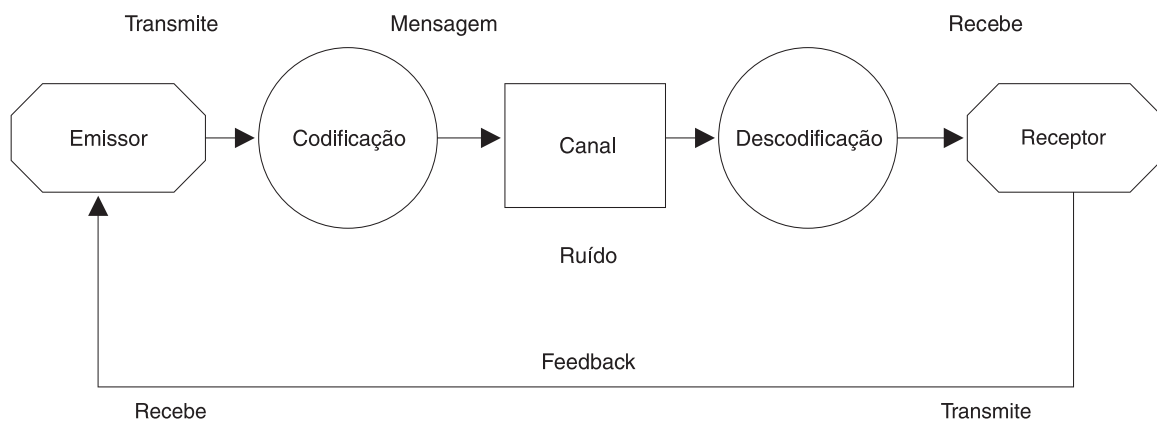 Transmite Mensagem Recebe
Emissor Codificação Canal Descodificação Receptor
Ruído
Feedback
Recebe Transmite